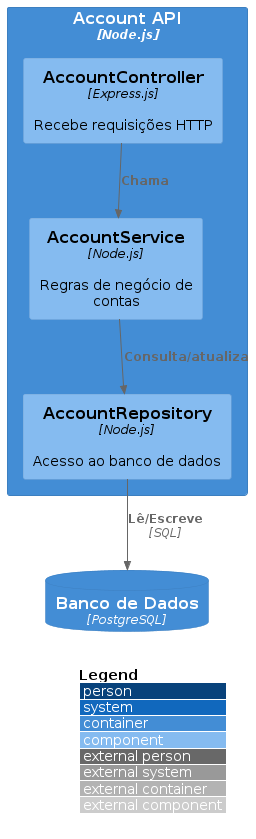 Account API
[Node.js]
AccountController
[Express.js]
Recebe requisições HTTP
Chama
AccountService
[Node.js]
Regras de negócio de
contas
Consulta/atualiza
AccountRepository
[Node.js]
Acesso ao banco de dados
Lê/Escreve
[SQL]
Banco de Dados
[PostgreSQL]
Legend
person
system
container
component
external person
external system
external container
external component